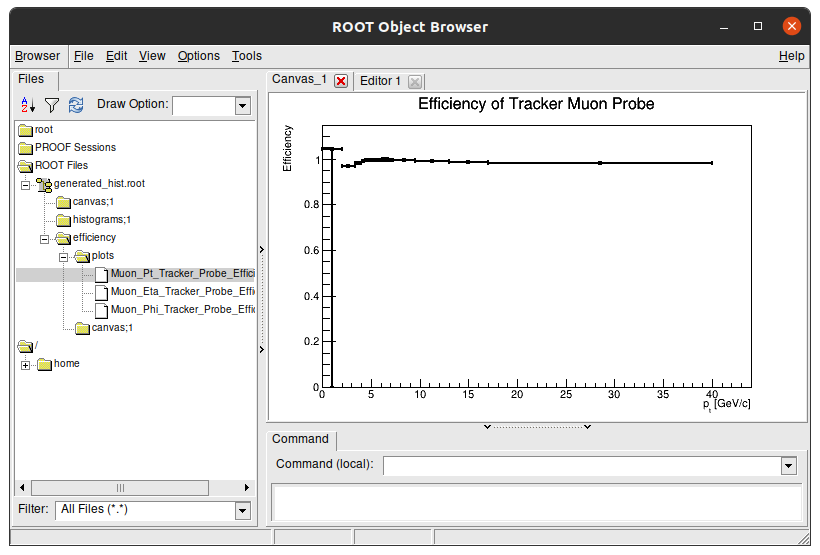 ROOT Object Browser
Browser File Edit View Options Tools Help
Files
Draw Option:
root
PROOF Sessions
ROOT Files
generated_hist.root
canvas;1
histograms;1
efficiency
plots
Muon_Pt_Tracker_Probe_Effici
Muon_Eta_Tracker_Probe_Effi
Muon_Phi_Tracker_Probe_Effi
canvas;1
/
home
Filter: All Files (*.*)
Canvas_1 Editor 1
Efficiency of Tracker Muon Probe
Efficiency
1
0.8
0.6
0.4
0.2
0
0 5 10 15 20 25 30 35 40
p_t [GeV/c]
Command
Command (local):